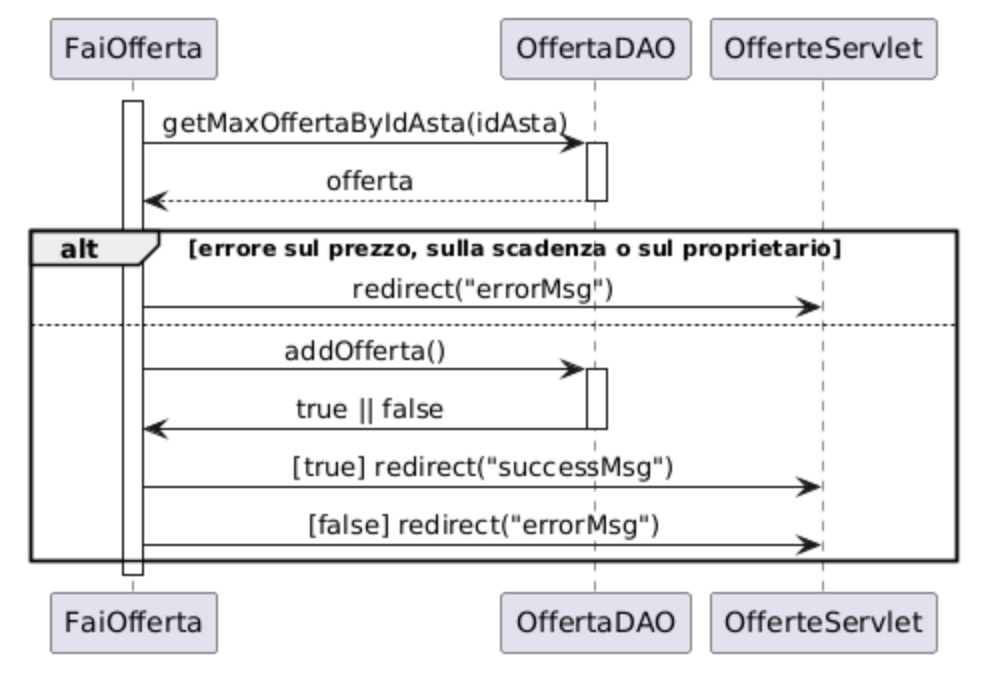 FaiOfferta OffertaDAO OfferteServlet
getMaxOffertaByIdAsta(idAsta)
offerta
alt [errore sul prezzo, sulla scadenza o sul proprietario]
redirect("errorMsg")
addOfferta()
true || false
[true] redirect("successMsg")
[false] redirect("errorMsg")
FaiOfferta OffertaDAO OfferteServlet